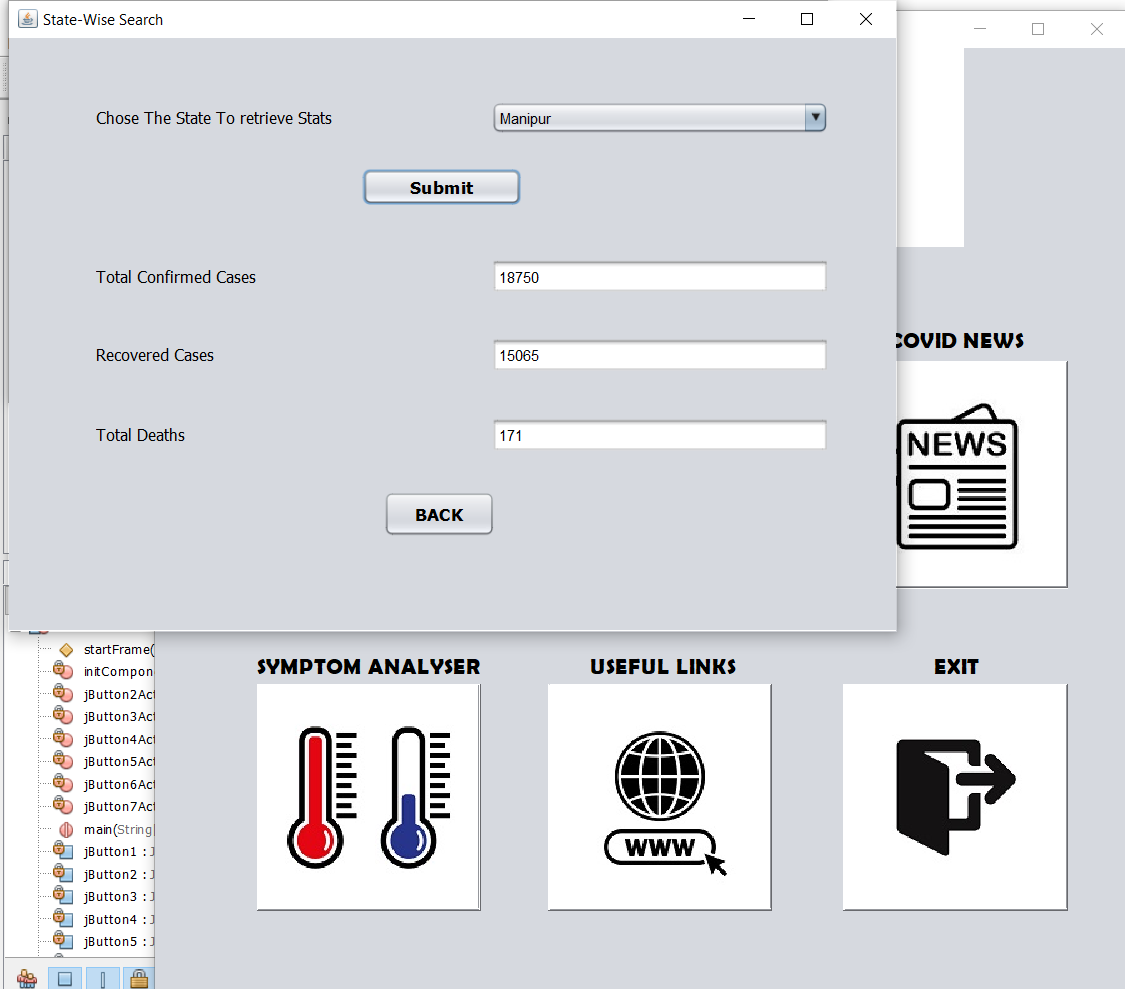 State-Wise Search
Chose The State To retrieve Stats
Manipur
Submit
Total Confirmed Cases
18750
Recovered Cases
15065
Total Deaths
171
BACK
COVID NEWS
NEWS
SYMPTOM ANALYSER
USEFUL LINKS
EXIT
WWW
startFrame(
initCompon
jButton2Act
jButton3Act
jButton4Act
jButton5Act
jButton6Act
jButton7Act
main(String[
jButton1 : J
jButton2 : J
jButton3 : J
jButton4 : J
jButton5 : J